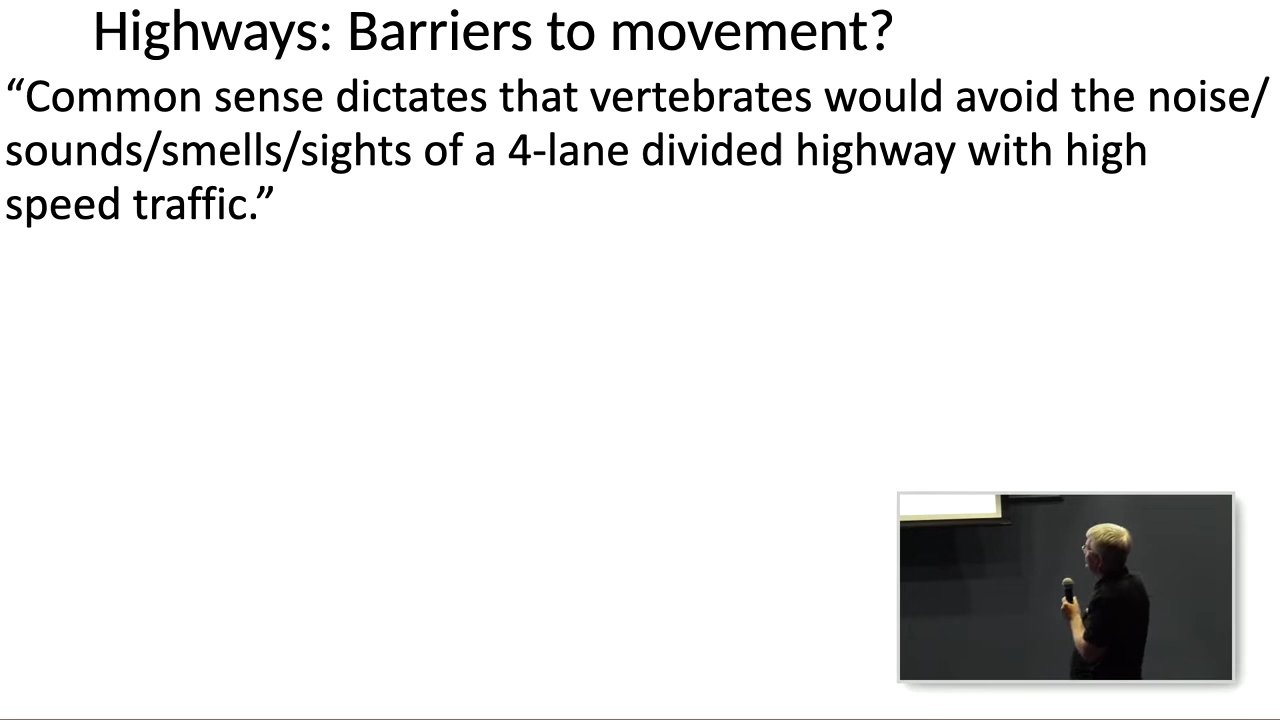 Highways: Barriers to movement?
“Common sense dictates that vertebrates would avoid the noise/
sounds/smells/sights of a 4-lane divided highway with high
speed traffic.”